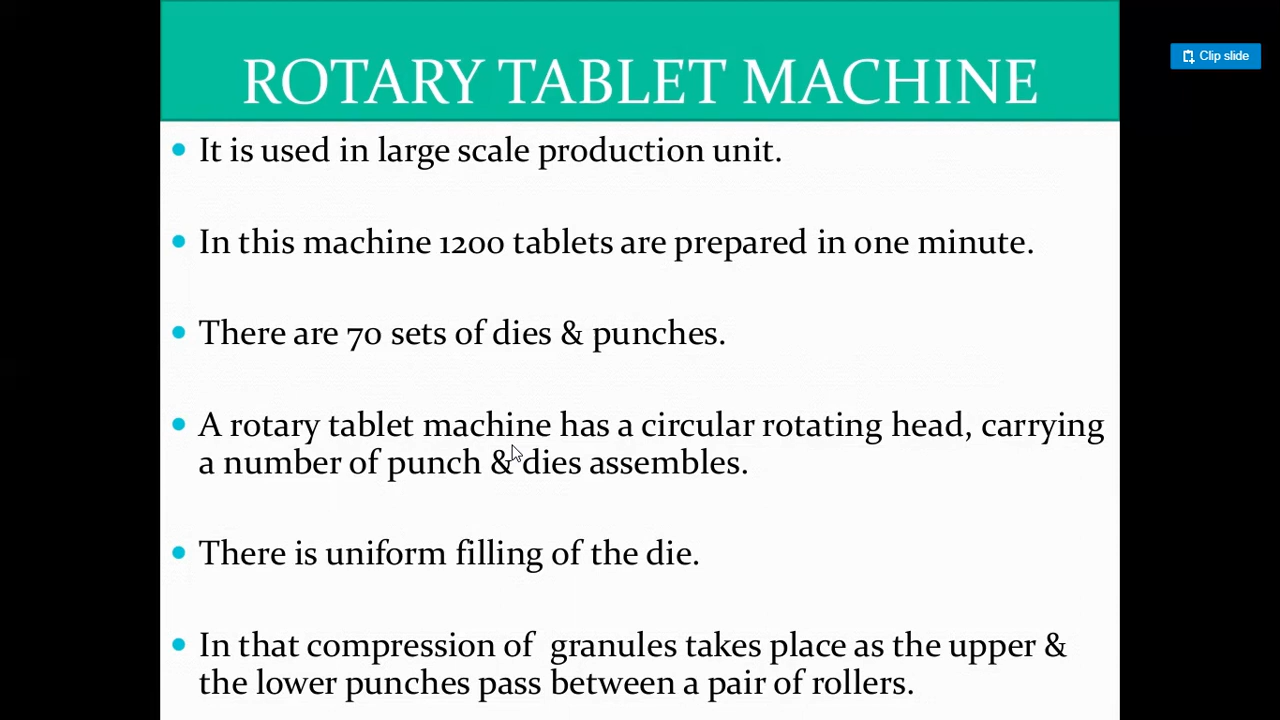 Clip slide
ROTARY TABLET MACHINE
• It is used in large scale production unit.
• In this machine 1200 tablets are prepared in one minute.
• There are 70 sets of dies & punches.
• A rotary tablet machine has a circular rotating head, carrying
a number of punch & dies assembles.
• There is uniform filling of the die.
• In that compression of  granules takes place as the upper &
the lower punches pass between a pair of rollers.